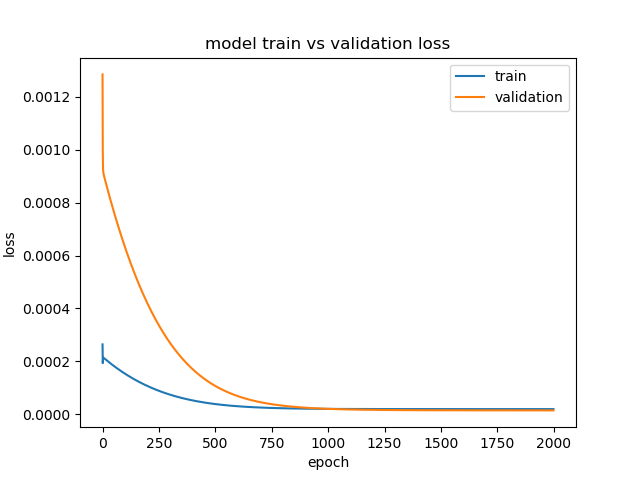 model train vs validation loss
train
validation
0.0012
0.0010
0.0008
0.0006
0.0004
0.0002
0.0000
loss
0 250 500 750 1000 1250 1500 1750 2000
epoch